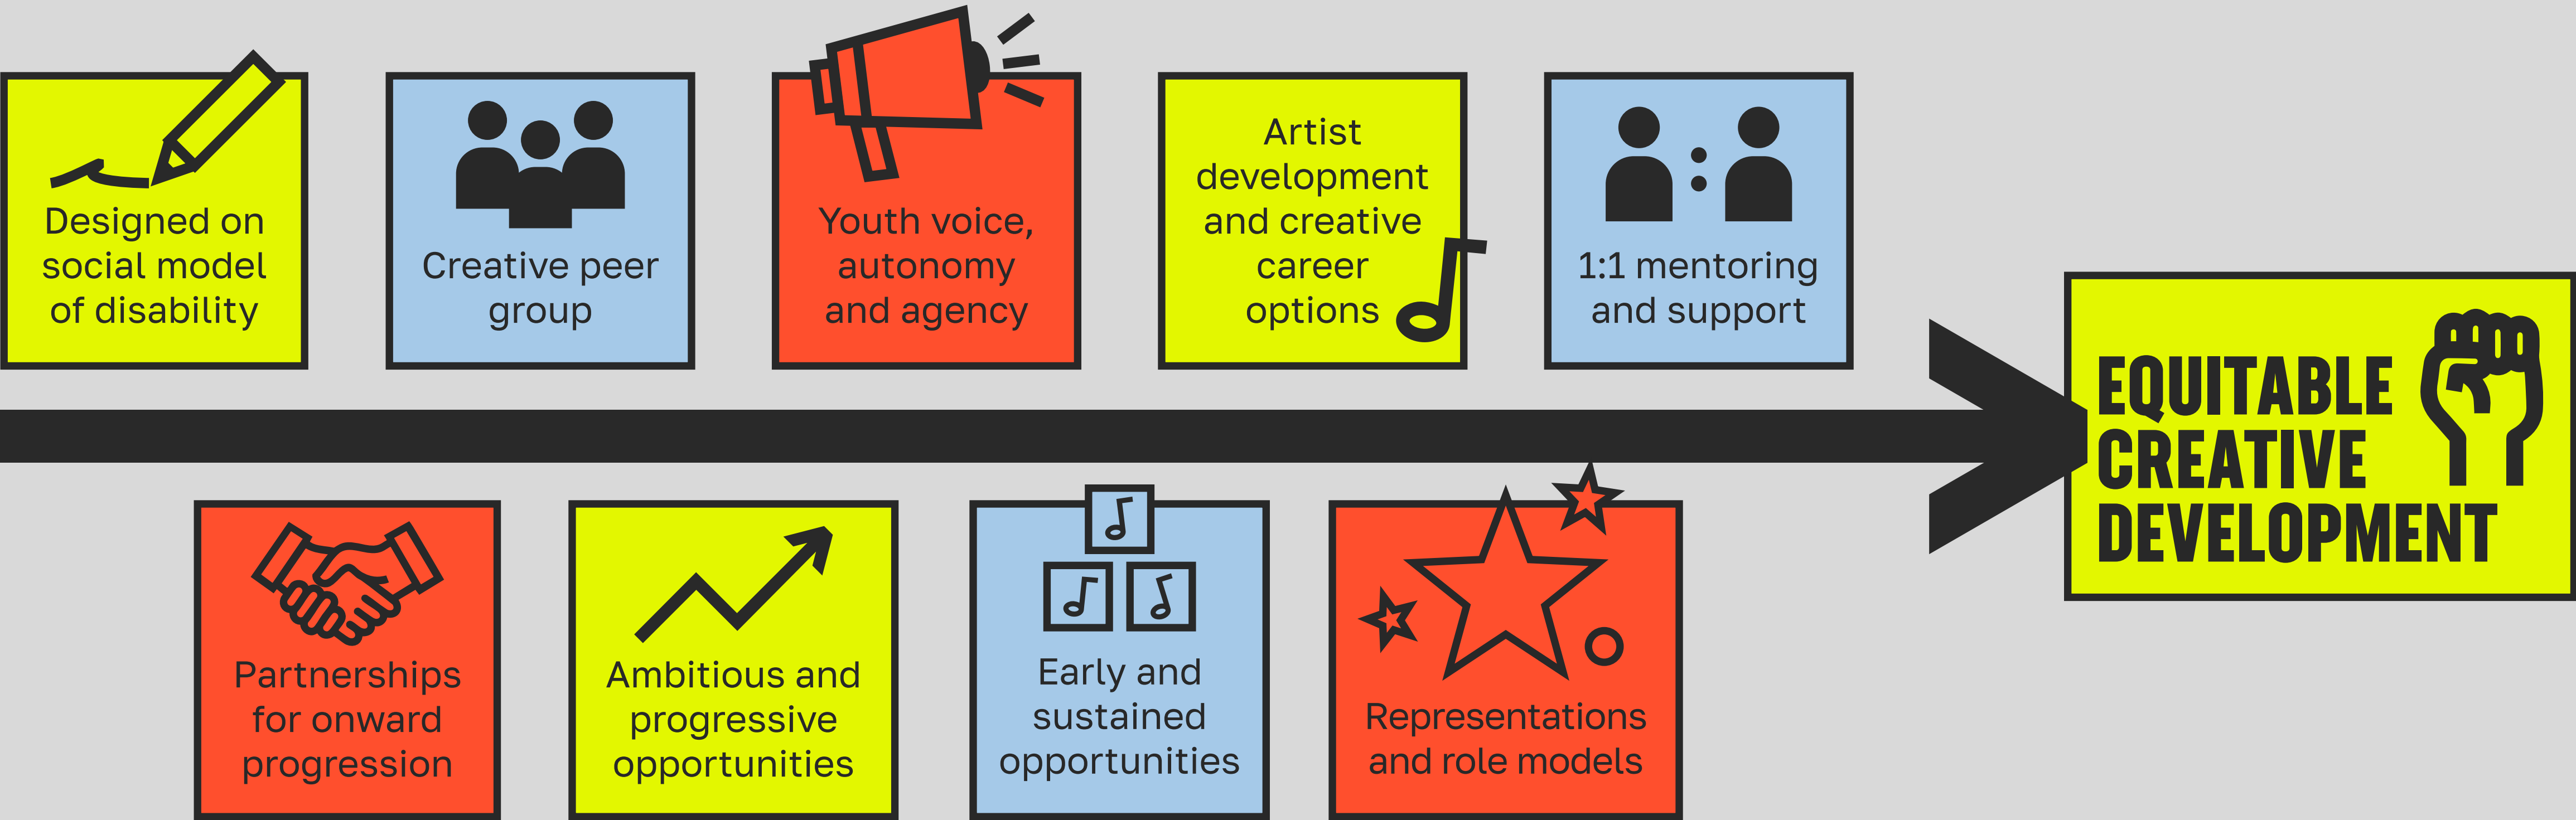 Designed on
social model
of disability
Creative peer
group
Youth voice,
autonomy
and agency
Artist
development
and creative
career
options
1:1 mentoring
and support
EQUITABLE
CREATIVE
DEVELOPMENT
Partnerships
for onward
progression
Ambitious and
progressive
opportunities
Early and
sustained
opportunities
Representations
and role models